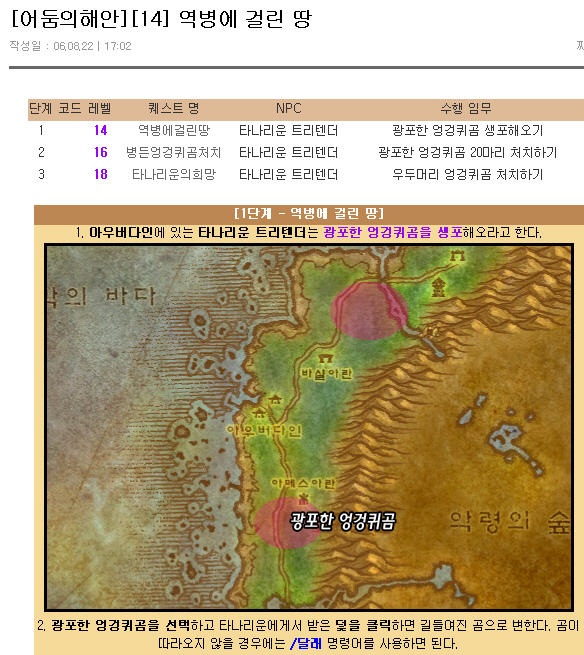 [어둠의해안][14] 역병에 걸린 땅
작성일 : 06,08,22 | 17:02
단계 코드 레벨 퀘스트 명 NPC 수행 임무
1 14 역병에걸린땅 타나리운 트리텐더 광포한 엉겅퀴곰 생포해오기
2 16 병든엉겅퀴곰처치 타나리운 트리텐더 광포한 엉겅퀴곰 20마리 처치하기
3 18 타나리운의희망 타나리운 트리텐더 우두머리 엉겅퀴곰 처치하기
[1단계 - 역병에 걸린 땅]
1. 아우버다인에 있는 타나리운 트리텐더는 광포한 엉겅퀴곰을 생포해오라고 한다.
의 바다
바샬아란
아우버다인
아메스아란
광포한 엉겅퀴곰
악령의 숲
2. 광포한 엉겅퀴곰을 선택하고 타나리운에게서 받은 덫을 클릭하면 길들여진 곰으로 변한다. 곰이
따라오지 않을 경우에는 /달래 명령어를 사용하면 된다.